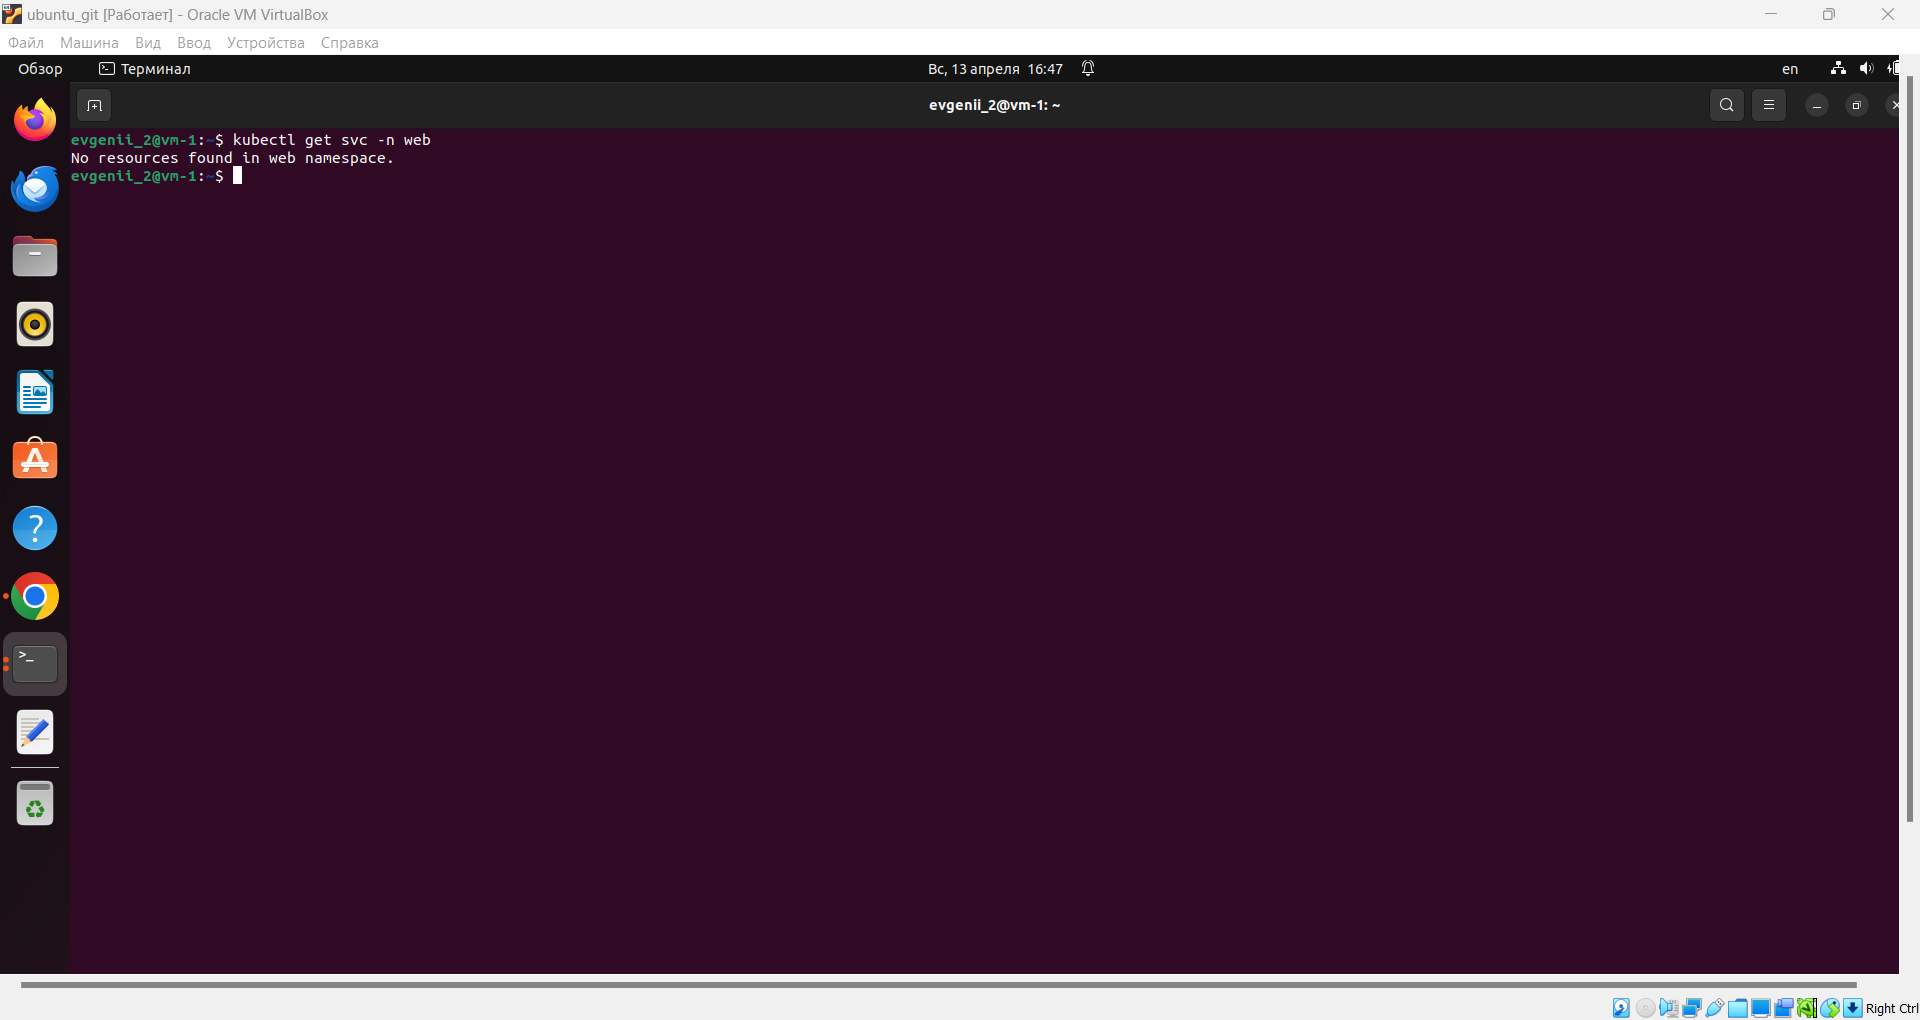 ubuntu_git [Работает] - Oracle VM VirtualBox
Файл Машина Вид Ввод Устройства Справка
Обзор Терминал Вс, 13 апреля 16:47 en
evgenii_2@vm-1: ~
evgenii_2@vm-1:~$ kubectl get svc -n web
No resources found in web namespace.
evgenii_2@vm-1:~$
Right Ctrl